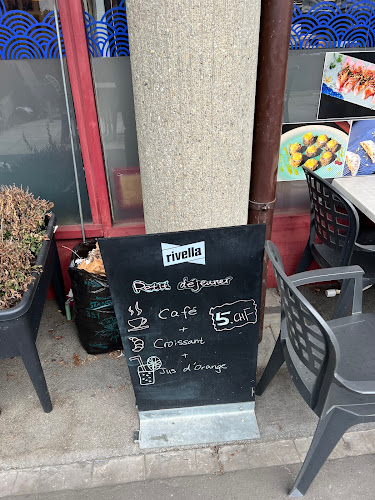 rivella
Petit déjeuner
Café
+
5.- CHF
Croissant
+
Jus d'Orange